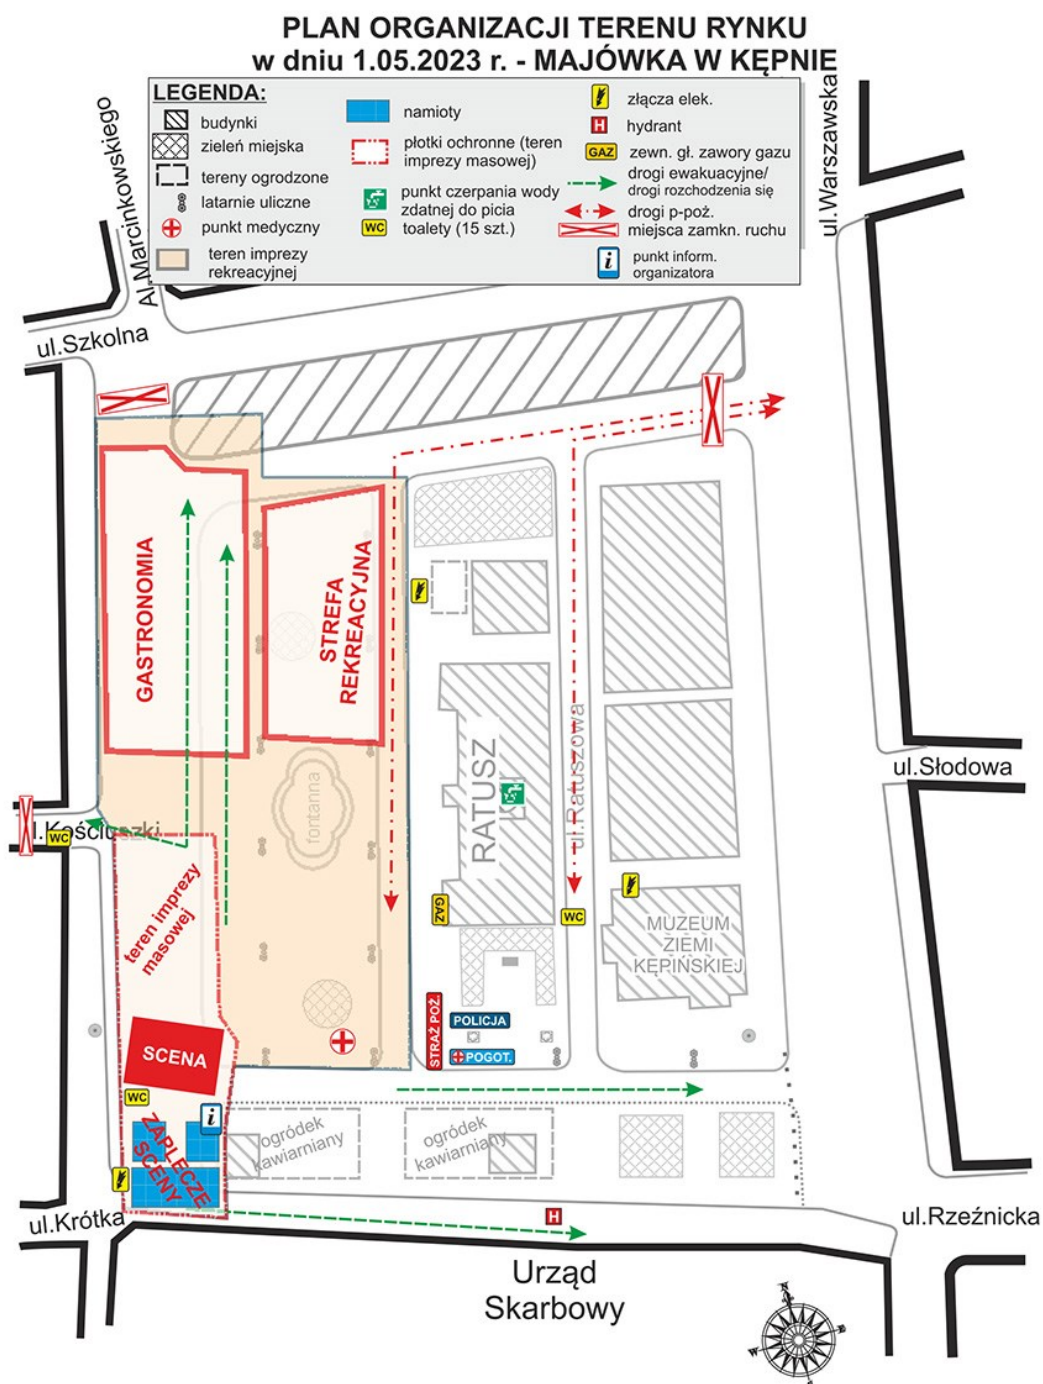 PLAN ORGANIZACJI TERENU RYNKU
w dniu 1.05.2023 r. - MAJÓWKA W KĘPNIE
LEGENDA:
budynki
zieleń miejska
tereny ogrodzone
latarnie uliczne
punkt medyczny
teren imprezy
rekreacyjnej
namioty
płotki ochronne (teren
imprezy masowej)
punkt czerpania wody
zdatnej do picia
WC
toalety (15 szt.)
złącza elek.
H
hydrant
GAZ
zewn. gł. zawory gazu
drogi ewakuacyjne/
drogi rozchodzenia się
drogi p-poż.
miejsca zamkn. ruchu
i
punkt inform.
organizatora
Al.Marcinkowskiego
ul.Warszawska
ul.Szkolna
GASTRONOMIA
STREFA
REKREACYJNA
RATUSZ
ul.Ratuszowa
ul.Słodowa
l.Kościuszki
WC
fontanna
teren imprezy
masowej
GAZ
WC
MUZEUM
ZIEMI
KĘPIŃSKIEJ
STRAŻ POŻ.
POLICJA
POGOT.
SCENA
WC
i
ZAPLECZE
SCENY
ogródek
kawiarniany
ogródek
kawiarniany
ul.Krótka
H
ul.Rzeźnicka
Urząd
Skarbowy
N
W
E